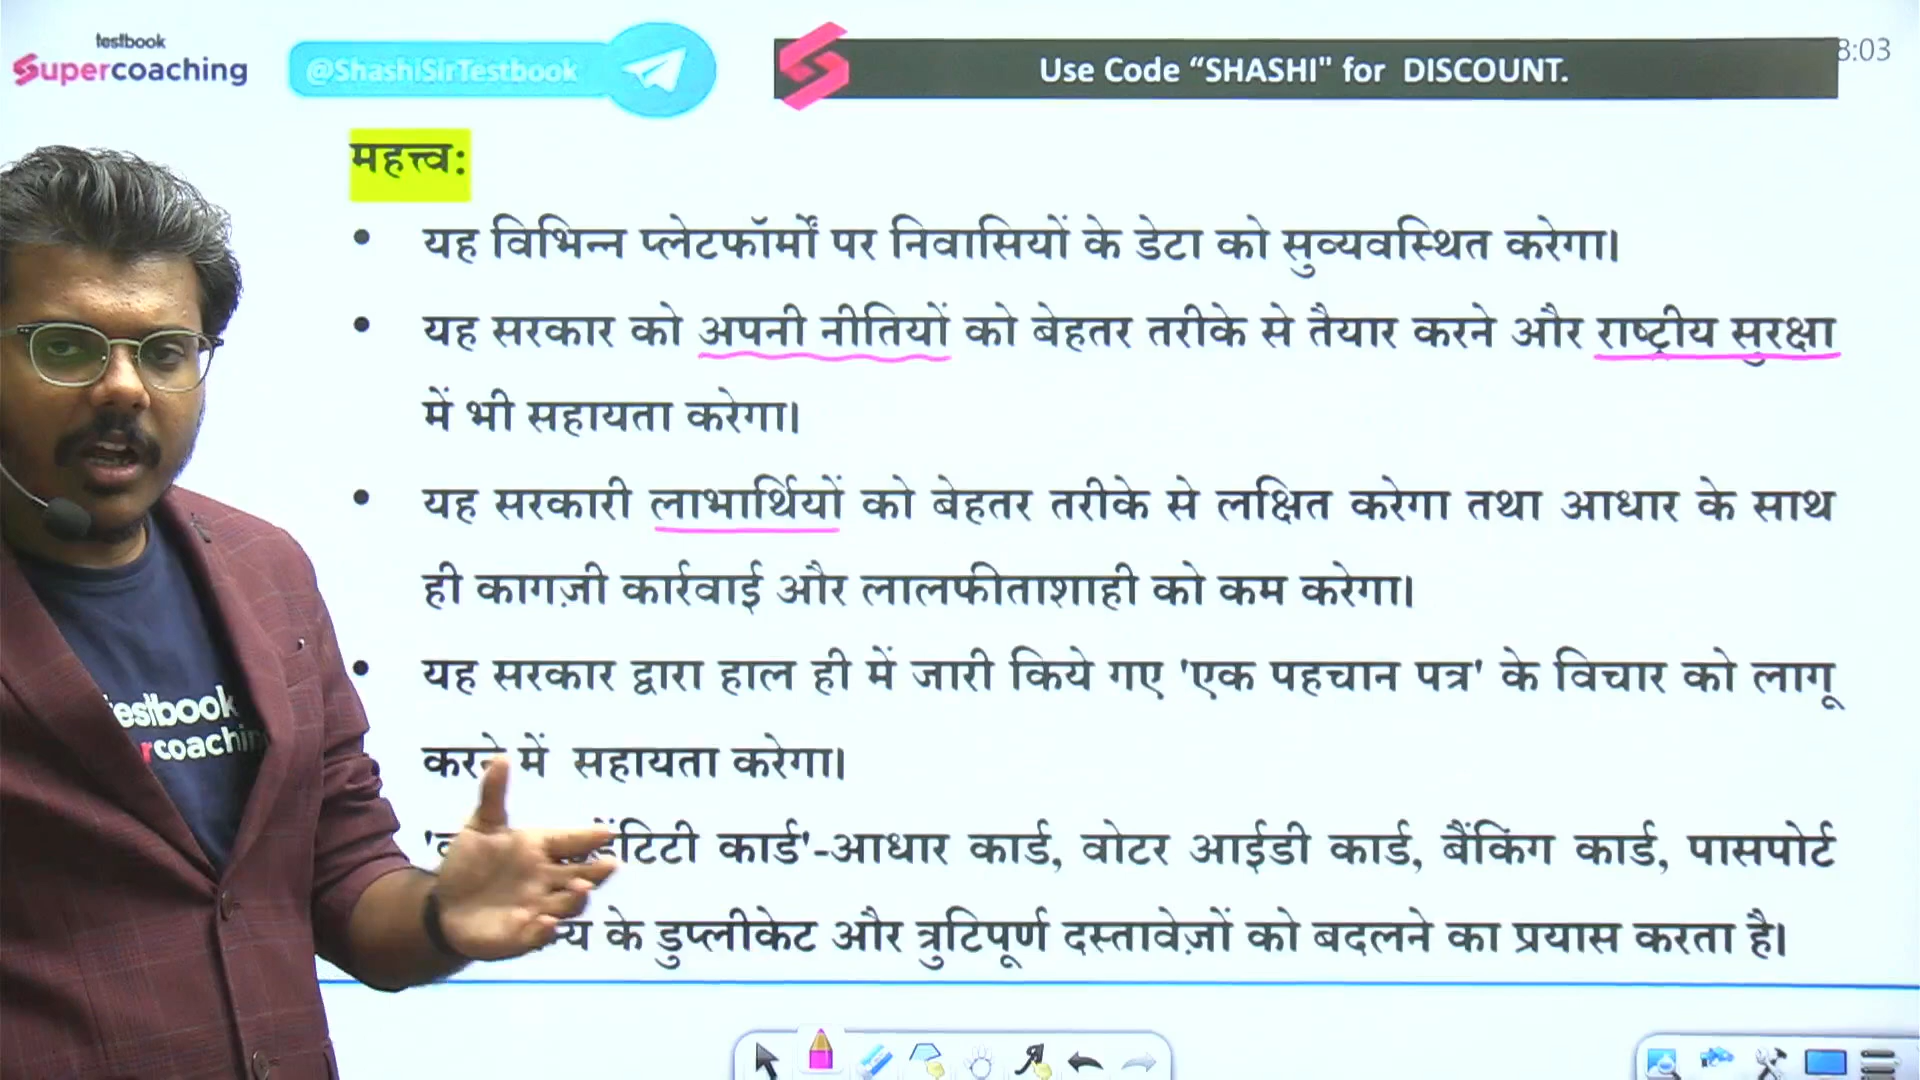 testbook
Supercoaching
@ShashiSirTestbook
Use Code “SHASHI" for DISCOUNT.
8:03
महत्त्व:
• यह विभिन्न प्लेटफॉर्मों पर निवासियों के डेटा को सुव्यवस्थित करेगा।
• यह सरकार को अपनी नीतियों को बेहतर तरीके से तैयार करने और राष्ट्रीय सुरक्षा
में भी सहायता करेगा।
• यह सरकारी लाभार्थियों को बेहतर तरीके से लक्षित करेगा तथा आधार के साथ
ही कागज़ी कार्रवाई और लालफीताशाही को कम करेगा।
• यह सरकार द्वारा हाल ही में जारी किये गए 'एक पहचान पत्र' के विचार को लागू
करने में सहायता करेगा।
कार्ड'-आधार कार्ड, वोटर आईडी कार्ड, बैंकिंग कार्ड, पासपोर्ट
के डुप्लीकेट और त्रुटिपूर्ण दस्तावेज़ों को बदलने का प्रयास करता है।
testbook
coaching